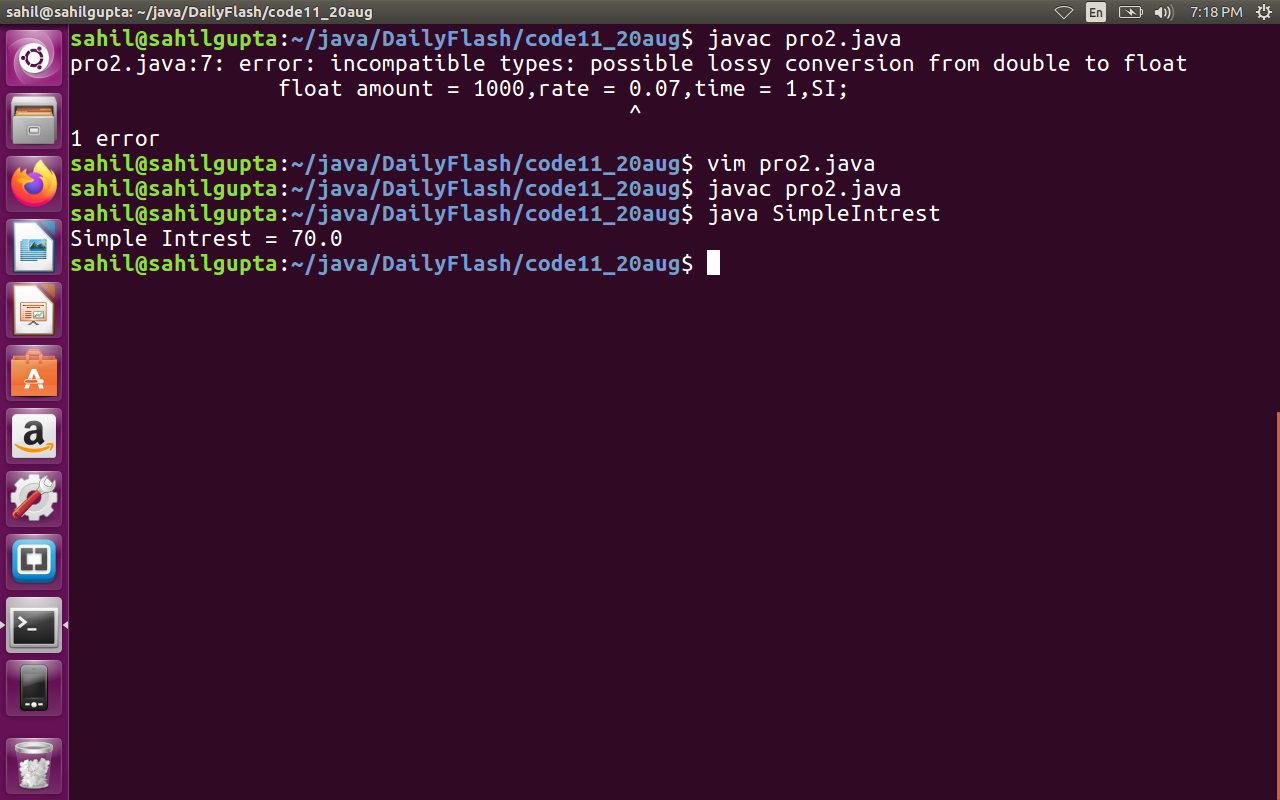 sahil@sahilgupta: ~/java/DailyFlash/code11_20aug En 7:18 PM
sahil@sahilgupta:~/java/DailyFlash/code11_20aug$ javac pro2.java
pro2.java:7: error: incompatible types: possible lossy conversion from double to float
float amount = 1000,rate = 0.07,time = 1,SI;
^
1 error
sahil@sahilgupta:~/java/DailyFlash/code11_20aug$ vim pro2.java
sahil@sahilgupta:~/java/DailyFlash/code11_20aug$ javac pro2.java
sahil@sahilgupta:~/java/DailyFlash/code11_20aug$ java SimpleIntrest
Simple Intrest = 70.0
sahil@sahilgupta:~/java/DailyFlash/code11_20aug$